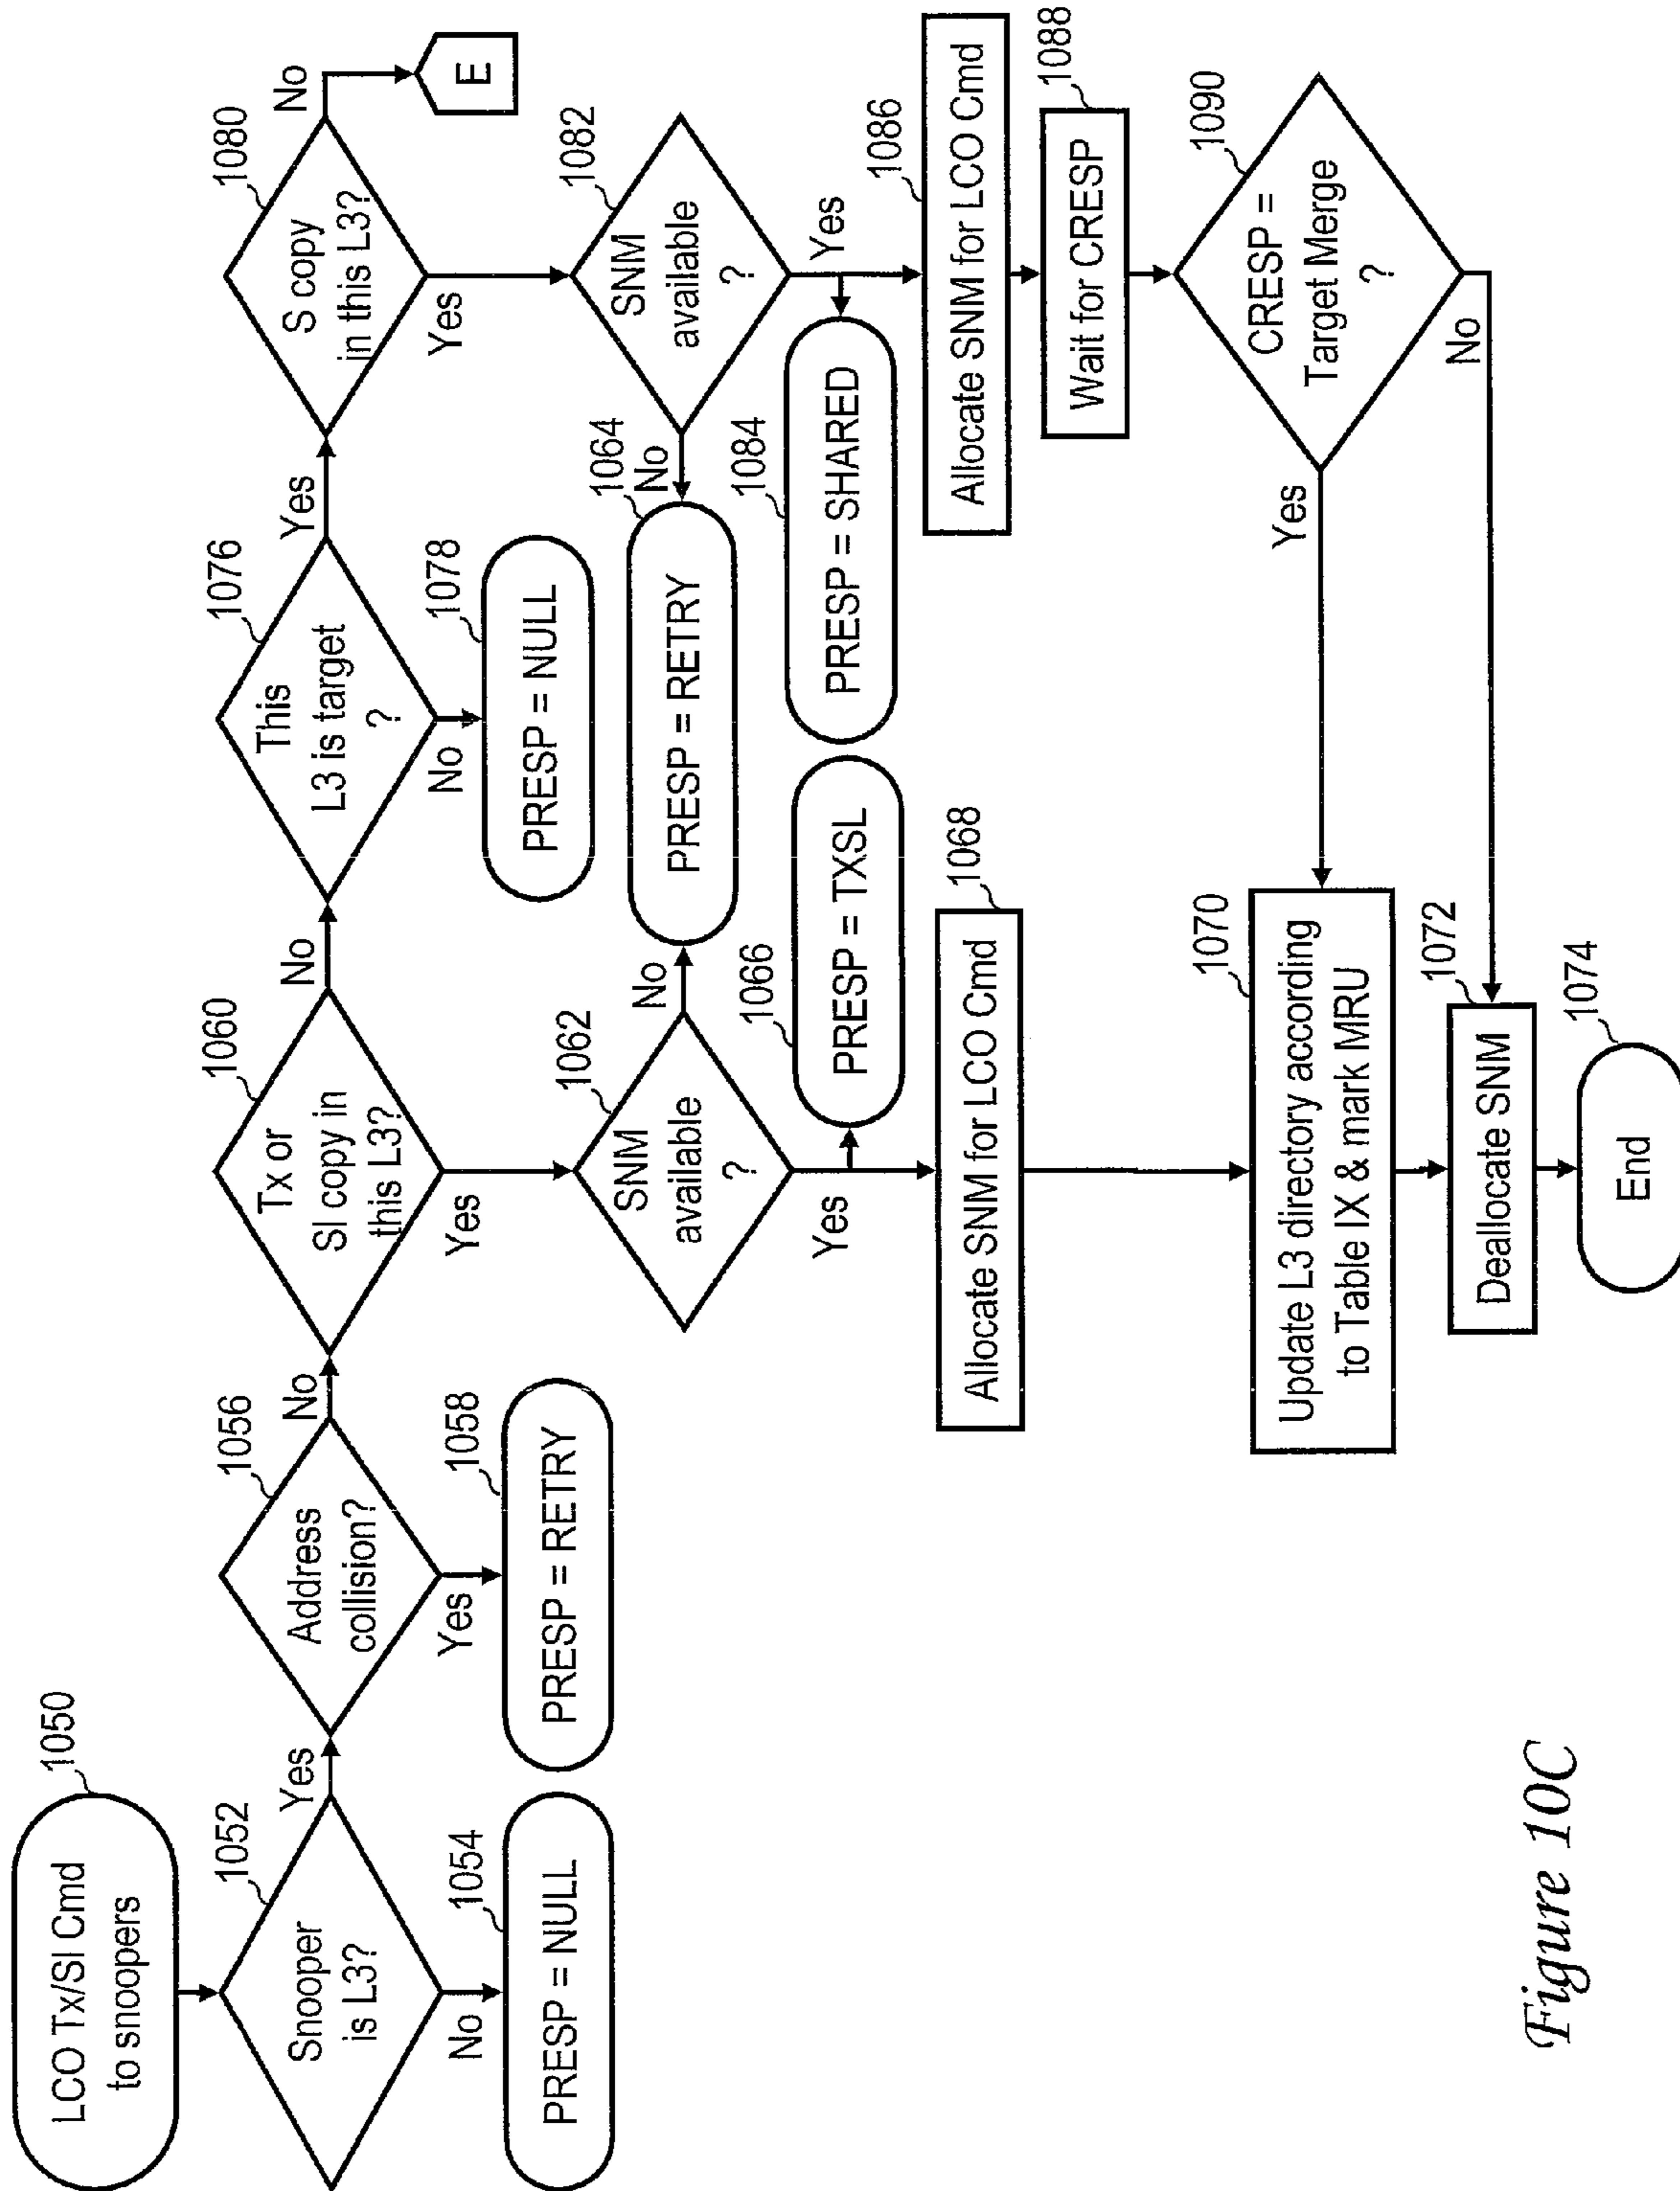 LCO Tx/SI Cmd
to snoopers
1050
Snooper
is L3?
1052
Yes
No
PRESP = NULL
1054
Address
collision?
1056
No
Yes
PRESP = RETRY
1058
Tx or
SI copy in
this L3?
1060
No
Yes
SNM
available
?
1062
No
Yes
PRESP = RETRY
1064
PRESP = TXSL
1066
Allocate SNM for LCO Cmd
1068
Update L3 directory according
to Table IX & mark MRU
1070
Deallocate SNM
1072
End
1074
This
L3 is target
?
1076
Yes
No
PRESP = NULL
1078
S copy
in this L3?
1080
No
E
Yes
SNM
available
?
1082
No
Yes
PRESP = SHARED
1084
Allocate SNM for LCO Cmd
1086
Wait for CRESP
1088
CRESP =
Target Merge
?
1090
Yes
No
Figure 10C